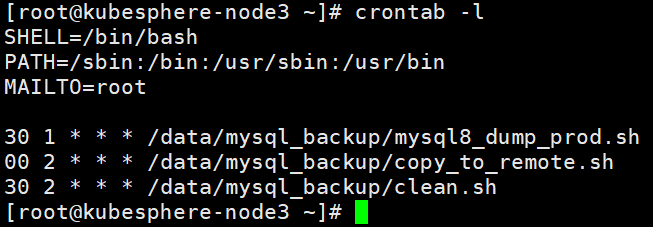 [root@kubesphere-node3 ~]# crontab -l
SHELL=/bin/bash
PATH=/sbin:/bin:/usr/sbin:/usr/bin
MAILTO=root
30 1 * * * /data/mysql_backup/mysql8_dump_prod.sh
00 2 * * * /data/mysql_backup/copy_to_remote.sh
30 2 * * * /data/mysql_backup/clean.sh
[root@kubesphere-node3 ~]#